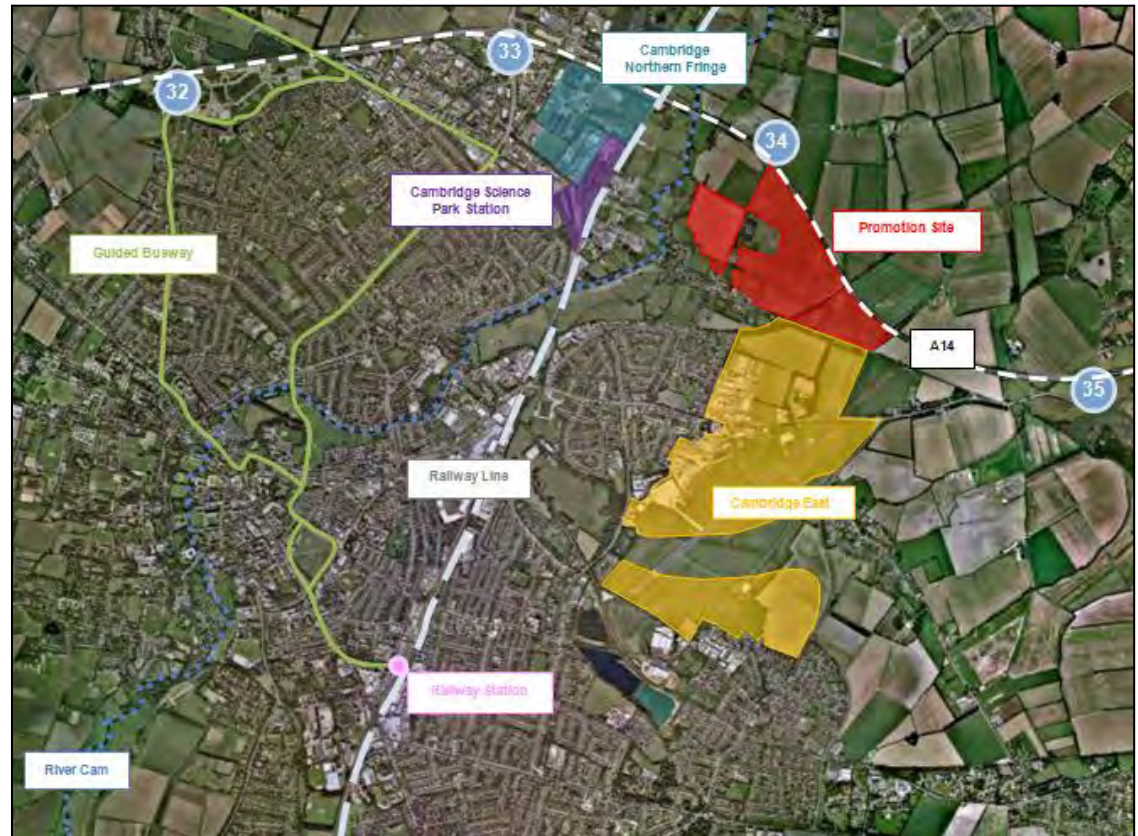 33
Cambridge
Northern Fringe
32
34
Cambridge Science
Park Station
Promotion Site
Guided Busway
A14
35
Railway Line
Cambridge East
Railway Station
River Cam